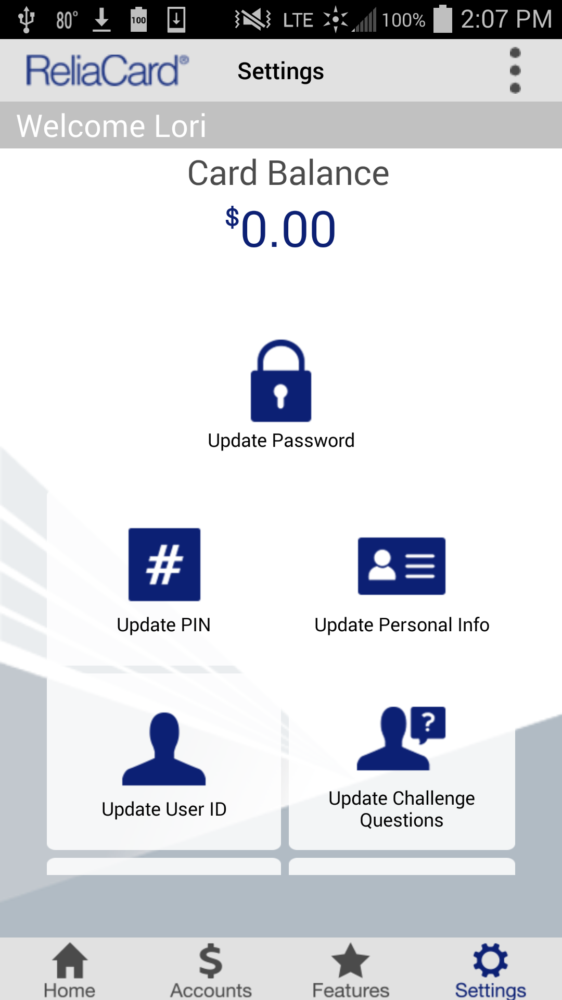 80° 100 LTE 100% 2:07 PM
ReliaCard® Settings
Welcome Lori
Card Balance
$0.00
Update Password
#
Update PIN
Update Personal Info
?
Update User ID
Update Challenge
Questions
$
Home Accounts Features Settings